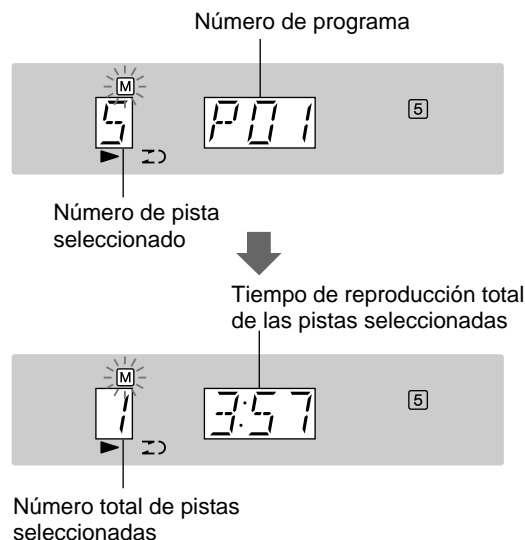 Número de programa
M
5 P01 5
Número de pista
seleccionado
Tiempo de reproducción total
de las pistas seleccionadas
M
1 3:57 5
Número total de pistas
seleccionadas